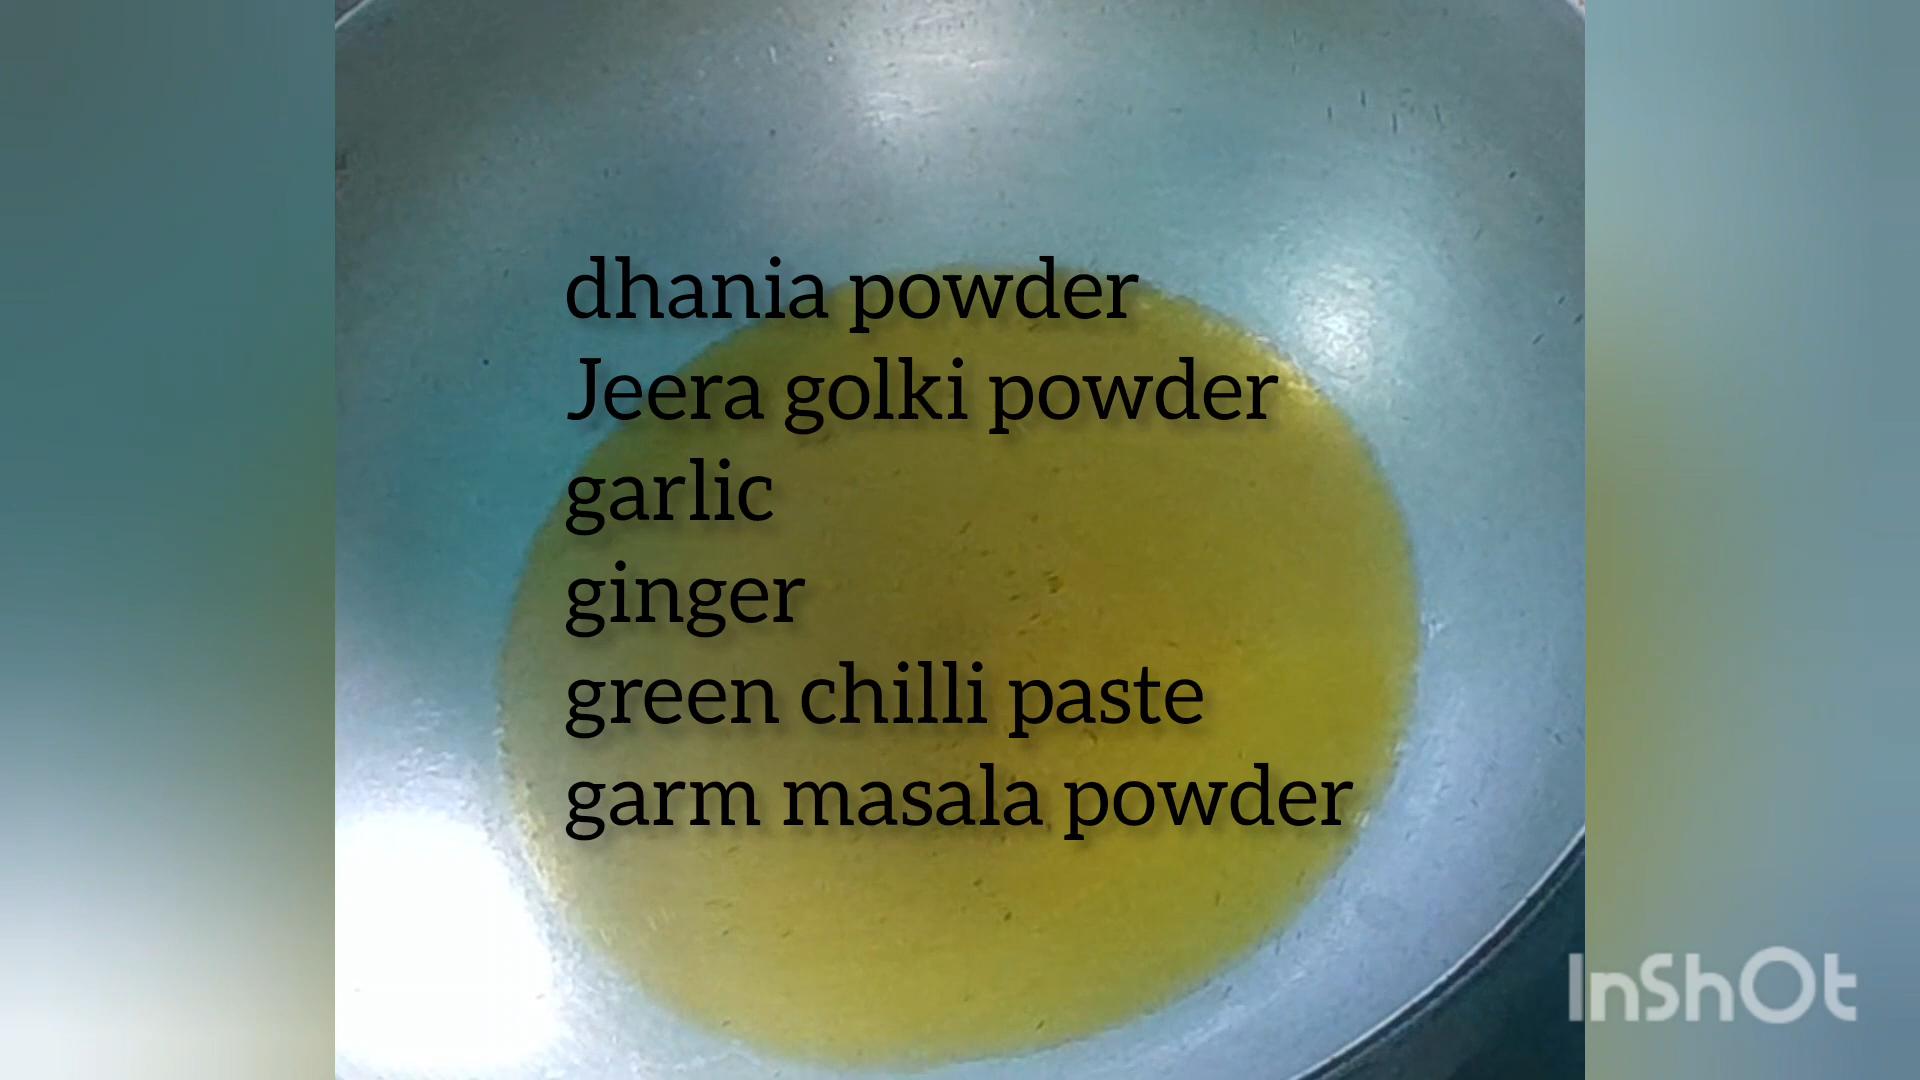 dhania powder
Jeera golki powder
garlic
ginger
green chilli paste
garm masala powder
InShOt